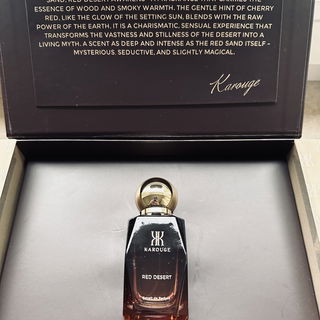 ESSENCE OF WOOD AND SMOKY WARMTH. THE GENTLE HINT OF CHERRY
RED, LIKE THE GLOW OF THE SETTING SUN, BLENDS WITH THE RAW
POWER OF THE EARTH. IT IS A CHARISMATIC, SENSUAL EXPERIENCE THAT
TRANSFORMS THE VASTNESS AND STILLNESS OF THE DESERT INTO A
LIVING MYTH. A SCENT AS DEEP AND INTENSE AS THE RED SAND ITSELF -
MYSTERIOUS, SEDUCTIVE, AND SLIGHTLY MAGICAL.
Karouge
KAROUGE
RED DESERT
Extrait de Parfum